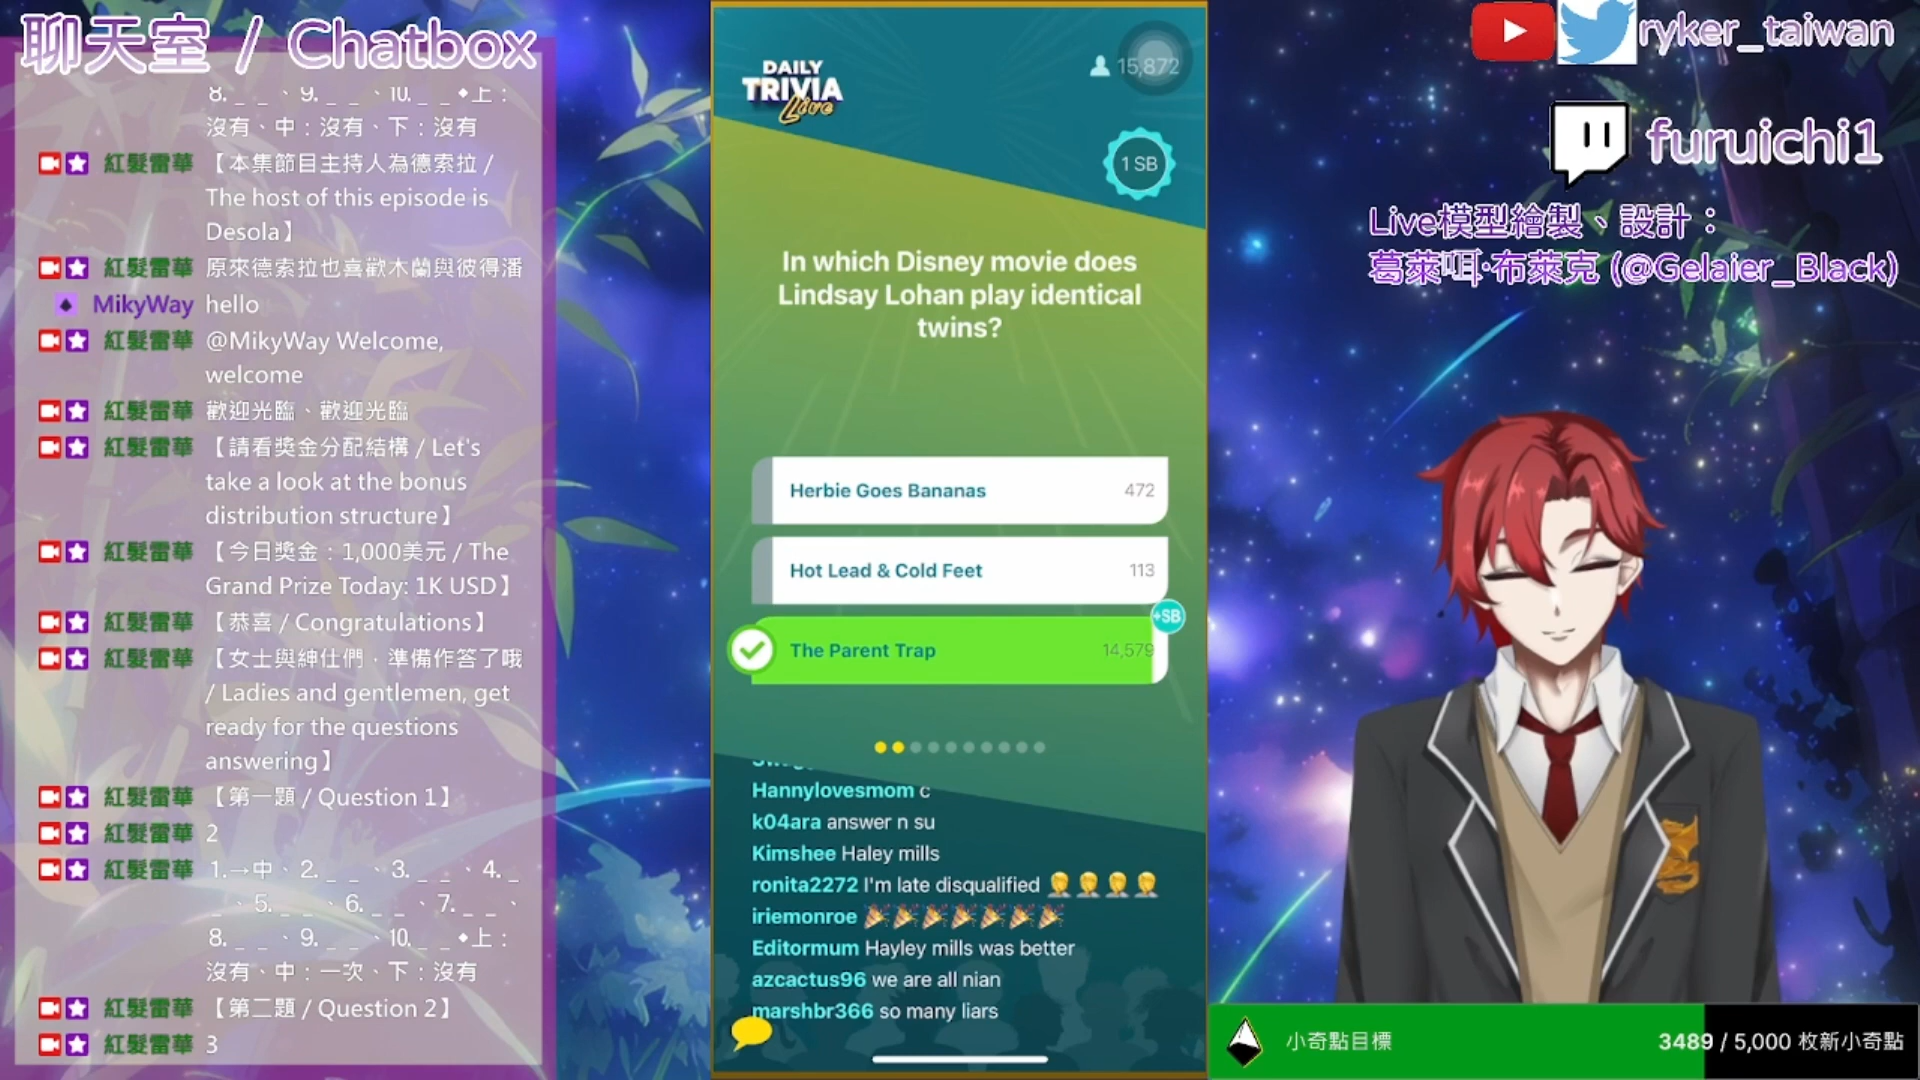 聊天室 / Chatbox
8. _ _ 、9. _ _ 、10. _ _ ◆上：
沒有、中：沒有、下：沒有
紅髮雷華 【本集節目主持人為德索拉 /
The host of this episode is
Desola】
紅髮雷華 原來德索拉也喜歡木蘭與彼得潘
MikyWay hello
紅髮雷華 @MikyWay Welcome,
welcome
紅髮雷華 歡迎光臨、歡迎光臨
紅髮雷華 【請看獎金分配結構 / Let's
take a look at the bonus
distribution structure】
紅髮雷華 【今日獎金：1,000美元 / The
Grand Prize Today: 1K USD】
紅髮雷華 【恭喜 / Congratulations】
紅髮雷華 【女士與紳仕們，準備作答了哦
/ Ladies and gentlemen, get
ready for the questions
answering】
紅髮雷華 【第一題 / Question 1】
紅髮雷華 2
紅髮雷華 1.→中、2. _ _ 、3. _ _ 、4. _
_ 、5. _ _ 、6. _ _ 、7. _ _ 、
8. _ _ 、9. _ _ 、10. _ _ ◆上：
沒有、中：一次、下：沒有
紅髮雷華 【第二題 / Question 2】
紅髮雷華 3
DAILY
TRIVIA
Live
15,872
1 SB
In which Disney movie does
Lindsay Lohan play identical
twins?
Herbie Goes Bananas 472
Hot Lead & Cold Feet 113
+SB
The Parent Trap 14,579
Hannylovesmom c
k04ara answer n su
Kimshee Haley mills
ronita2272 I'm late disqualified 🤦🤦🤦🤦
iriemonroe 🎉🎉🎉🎉🎉🎉🎉
Editormum Hayley mills was better
azcactus96 we are all nian
marshbr366 so many liars
ryker_taiwan
furuichi1
Live模型繪製、設計：
葛萊咡·布萊克 (@Gelaier_Black)
小奇點目標 3489 / 5,000 枚新小奇點